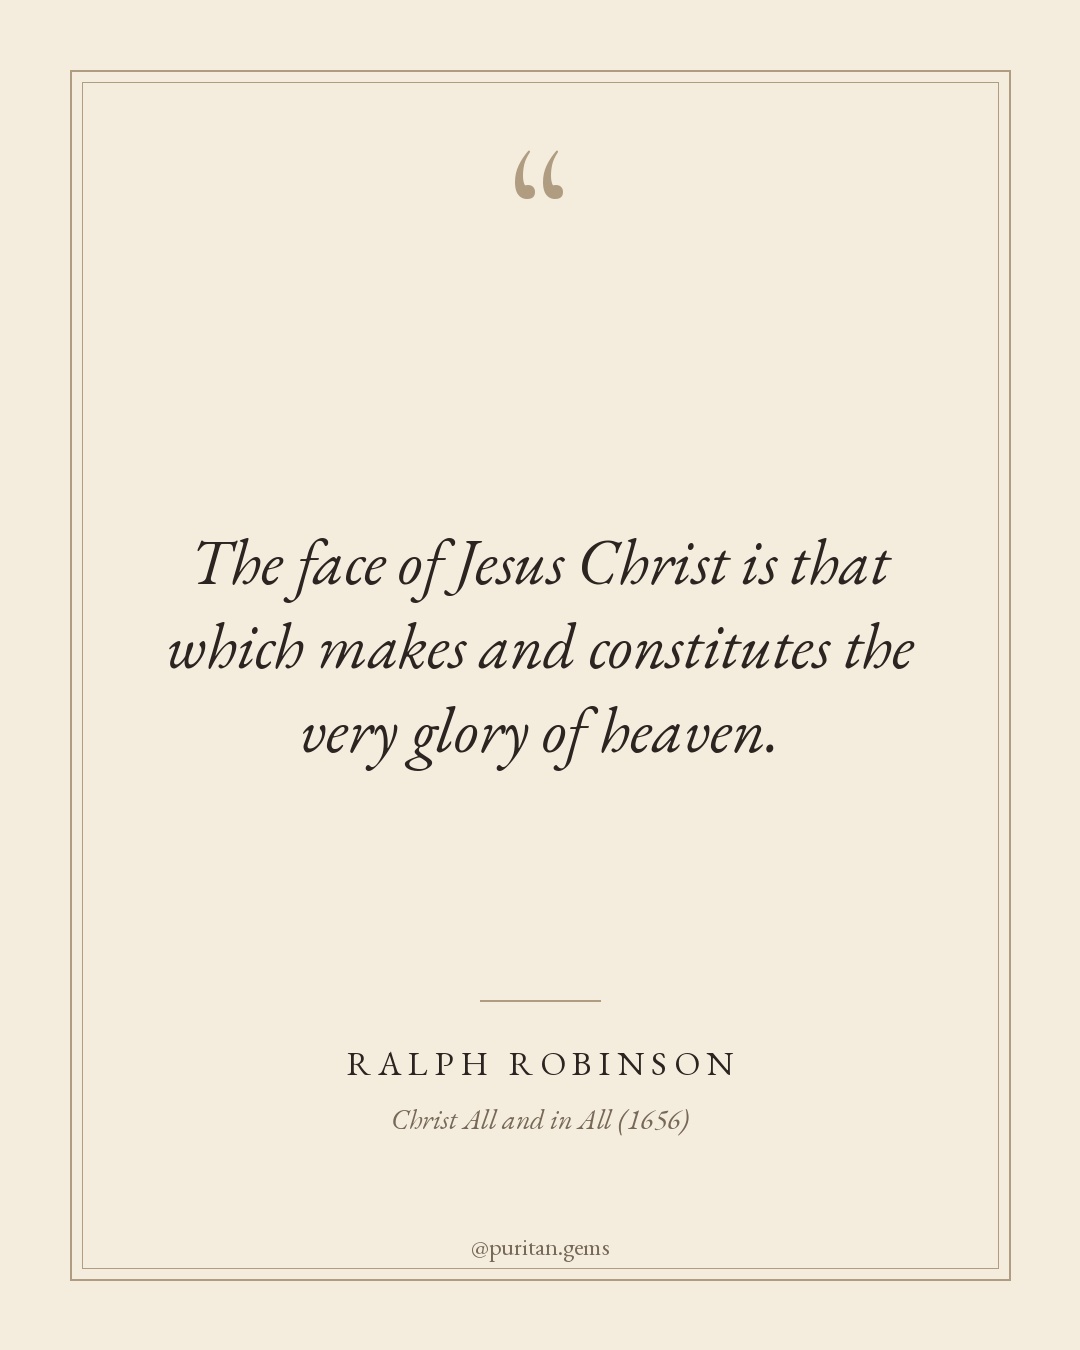 “
The face of Jesus Christ is that
which makes and constitutes the
very glory of heaven.
RALPH ROBINSON
Christ All and in All (1656)
@puritan.gems